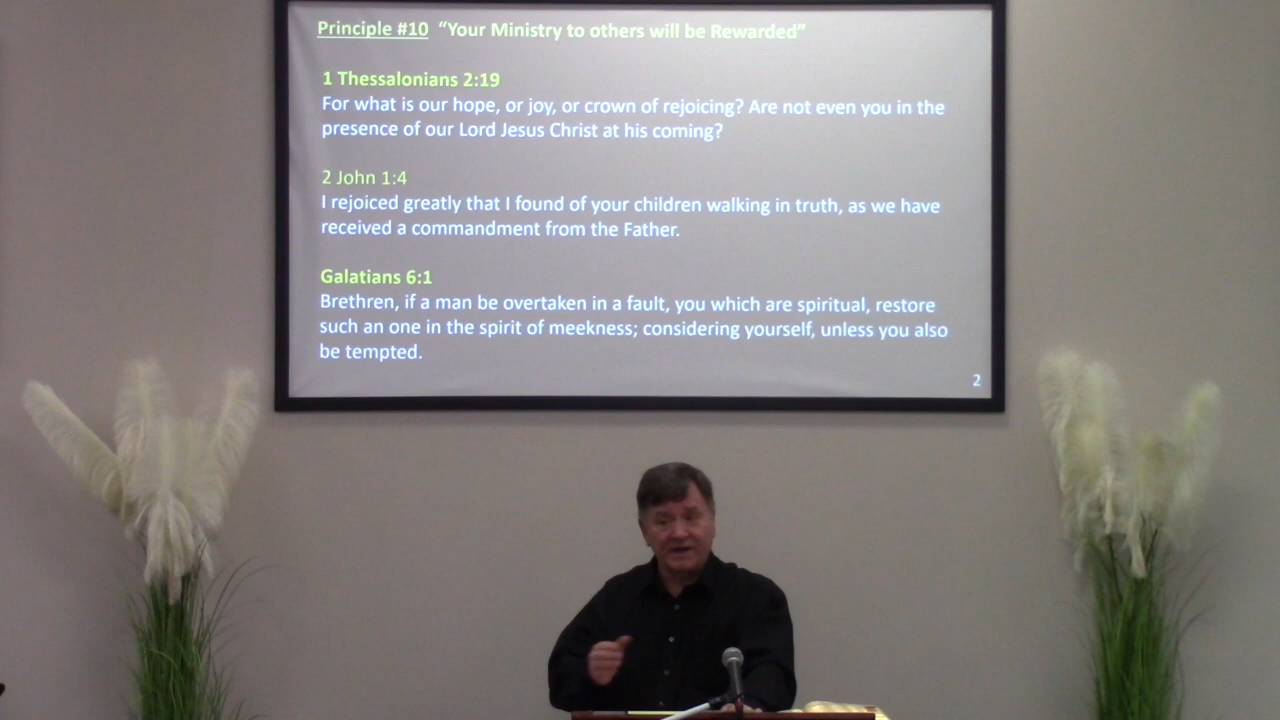 Principle #10 “Your Ministry to others will be Rewarded”
1 Thessalonians 2:19
For what is our hope, or joy, or crown of rejoicing? Are not even you in the
presence of our Lord Jesus Christ at his coming?
2 John 1:4
I rejoiced greatly that I found of your children walking in truth, as we have
received a commandment from the Father.
Galatians 6:1
Brethren, if a man be overtaken in a fault, you which are spiritual, restore
such an one in the spirit of meekness; considering yourself, unless you also
be tempted.
2